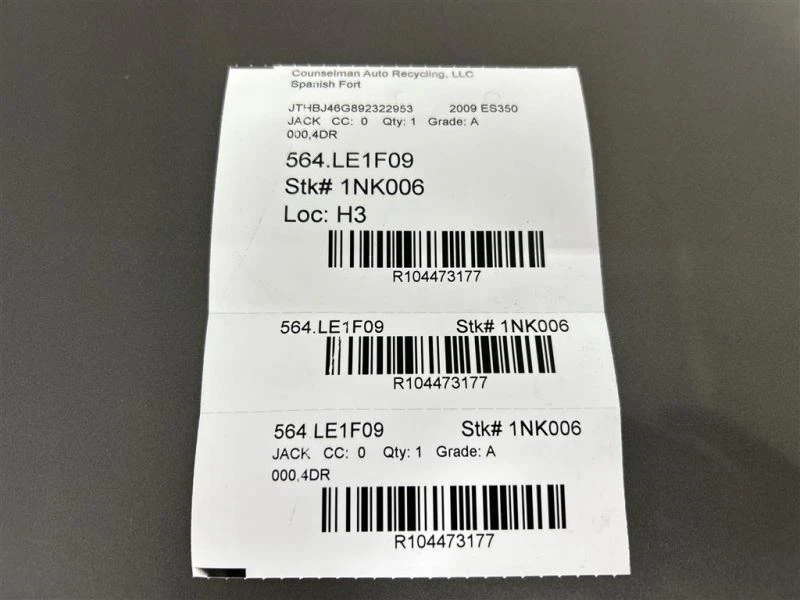 Counselman Auto Recycling, LLC
Spanish Fort
JTHBJ46G892322953 2009 ES350
JACK CC: 0 Qty: 1 Grade: A
000,4DR
564.LE1F09
Stk# 1NK006
Loc: H3
R104473177
564.LE1F09 Stk# 1NK006
R104473177
564.LE1F09 Stk# 1NK006
JACK CC: 0 Qty: 1 Grade: A
000,4DR
R104473177